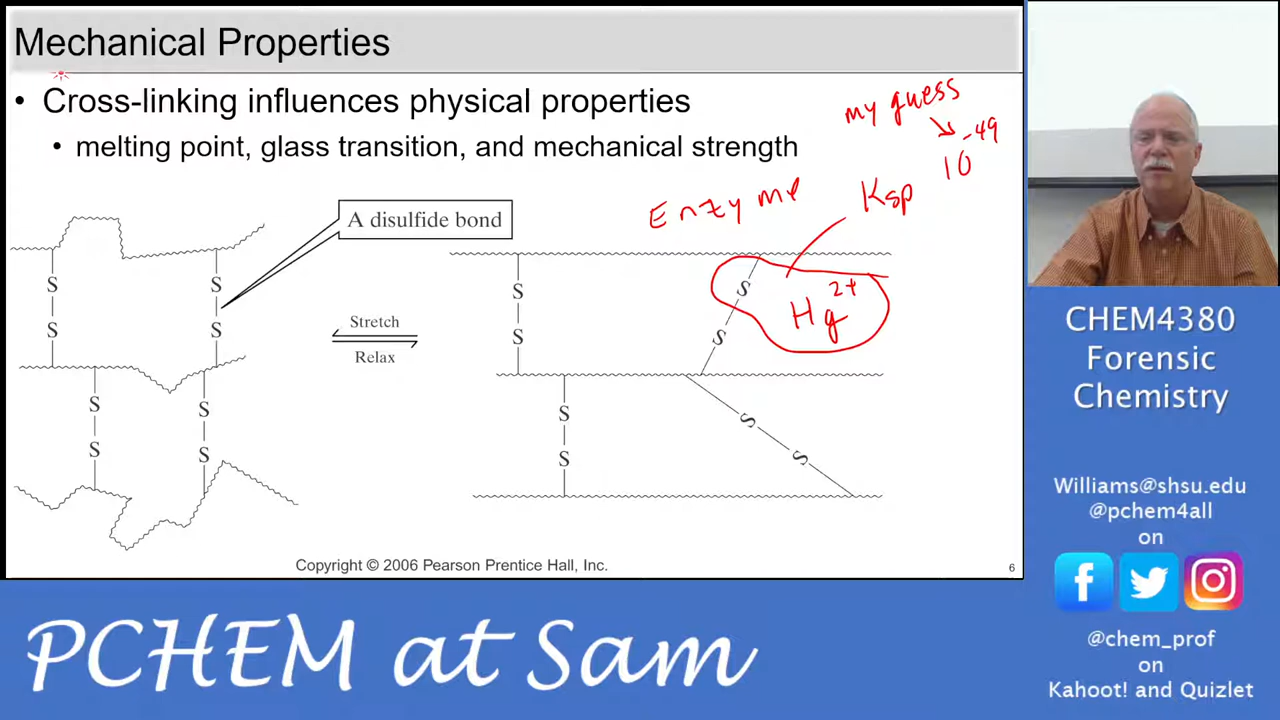 Mechanical Properties
• Cross-linking influences physical properties
• melting point, glass transition, and mechanical strength
my guess
10⁻⁴⁹
Enzyme
Ksp
A disulfide bond
S
S
S
S
S
S
S
S
Stretch
Relax
S
S
S
S
Hg²⁺
S
S
S
S
Copyright © 2006 Pearson Prentice Hall, Inc.
6
CHEM4380
Forensic
Chemistry
Williams@shsu.edu
@pchem4all
on
@chem_prof
on
Kahoot! and Quizlet
PCHEM at Sam